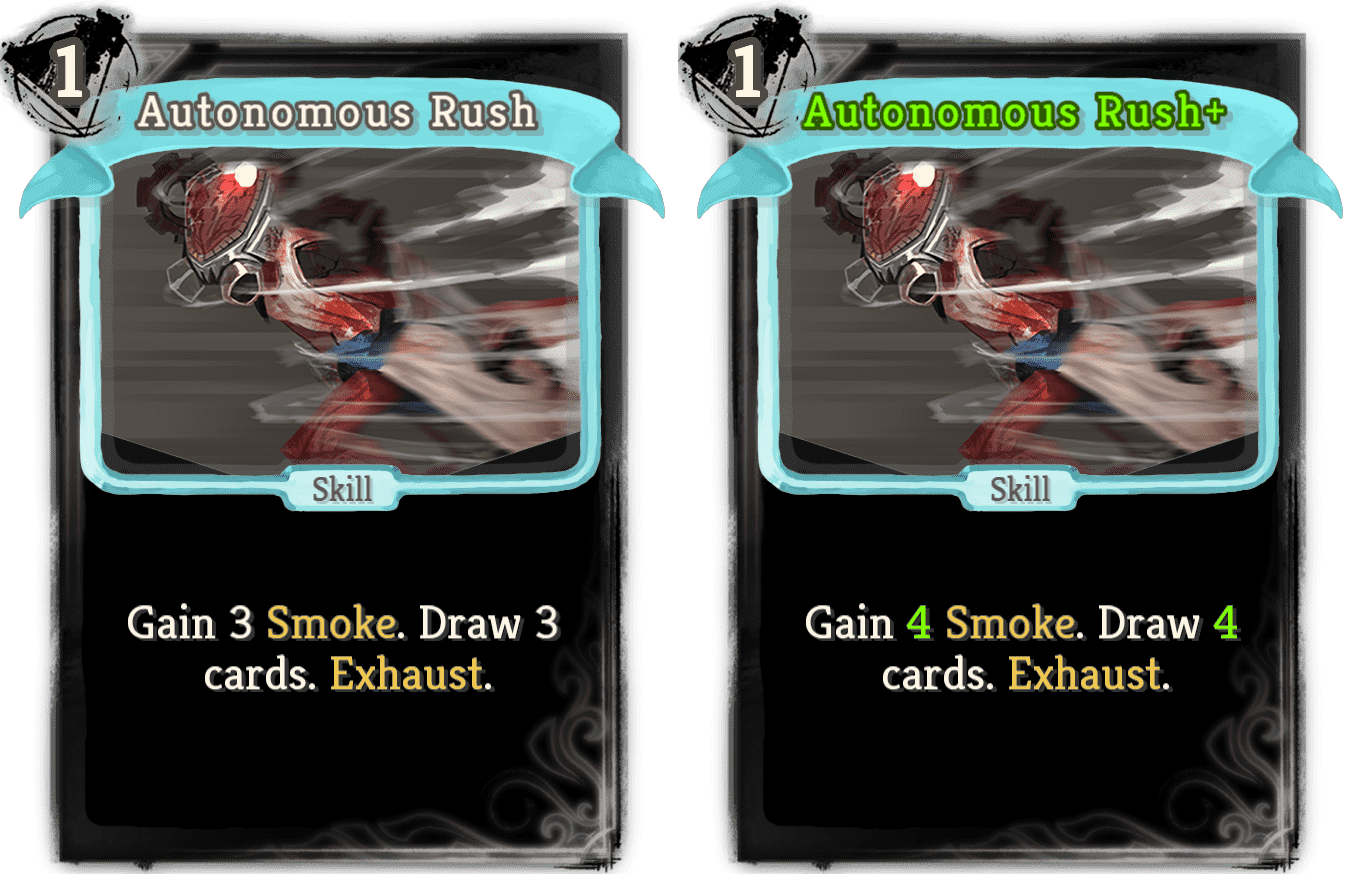 1
Autonomous Rush
Skill
Gain 3 Smoke. Draw 3
cards. Exhaust.
1
Autonomous Rush+
Skill
Gain 4 Smoke. Draw 4
cards. Exhaust.